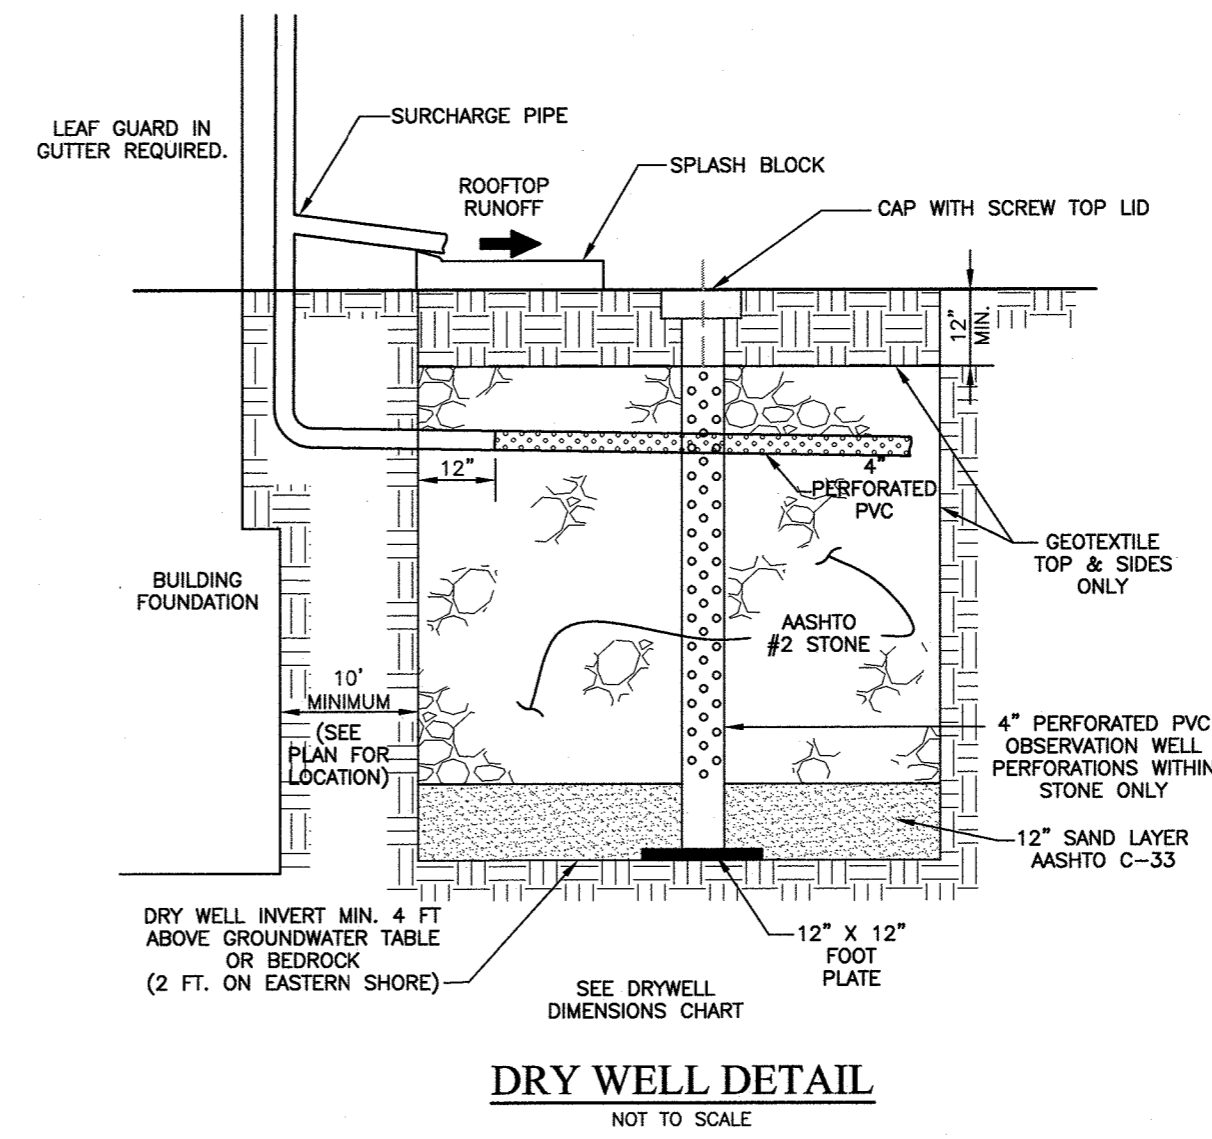 LEAF GUARD IN
GUTTER REQUIRED.
SURCHARGE PIPE
SPLASH BLOCK
ROOFTOP
RUNOFF
CAP WITH SCREW TOP LID
12"
MIN.
12"
4"
PERFORATED
PVC
GEOTEXTILE
TOP & SIDES
ONLY
BUILDING
FOUNDATION
AASHTO
#2 STONE
10'
MINIMUM
(SEE
PLAN FOR
LOCATION)
4" PERFORATED PVC
OBSERVATION WELL
PERFORATIONS WITHIN
STONE ONLY
12" SAND LAYER
AASHTO C-33
DRY WELL INVERT MIN. 4 FT
ABOVE GROUNDWATER TABLE
OR BEDROCK
(2 FT. ON EASTERN SHORE)
12" X 12"
FOOT
PLATE
SEE DRYWELL
DIMENSIONS CHART
DRY WELL DETAIL
NOT TO SCALE